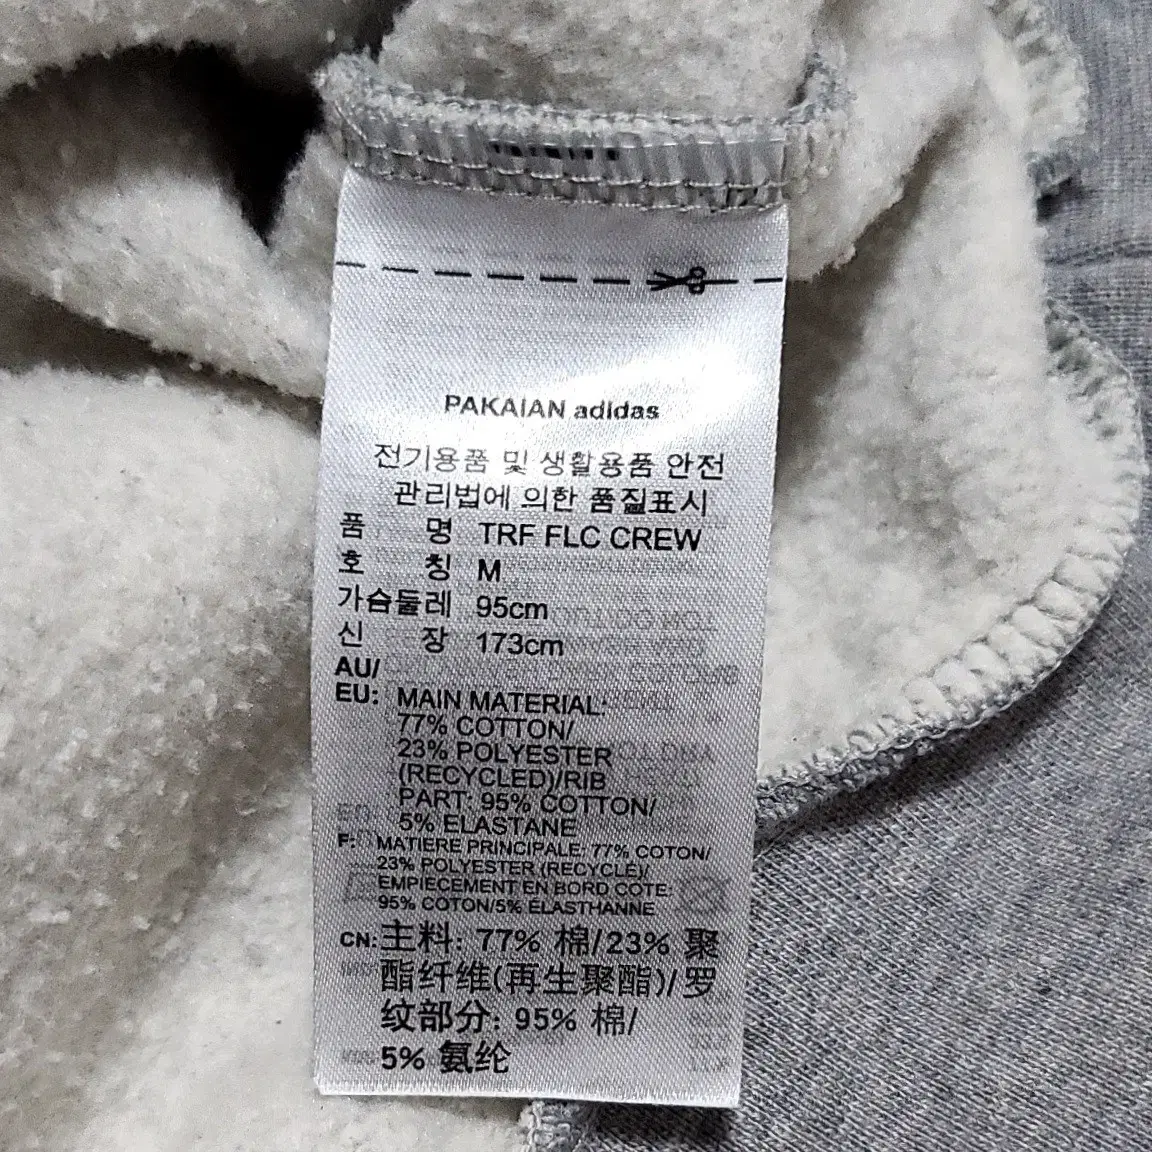 PAKAIAN adidas
전기용품 및 생활용품 안전
관리법에 의한 품질표시
품 명 TRF FLC CREW
호 칭 M
가슴둘레 95cm
신 장 173cm
AU/
EU: MAIN MATERIAL:
77% COTTON/
23% POLYESTER
(RECYCLED)/RIB
PART: 95% COTTON/
5% ELASTANE
F: MATIERE PRINCIPALE: 77% COTON/
23% POLYESTER (RECYCLE)/
EMPIECEMENT EN BORD COTE:
95% COTON/5% ELASTHANNE
CN: 主料: 77% 棉/23% 聚
酯纤维(再生聚酯)/罗
纹部分: 95% 棉/
5% 氨纶